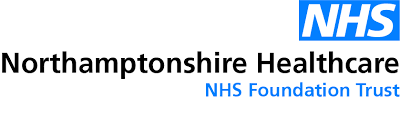 NHS
Northamptonshire Healthcare
NHS Foundation Trust